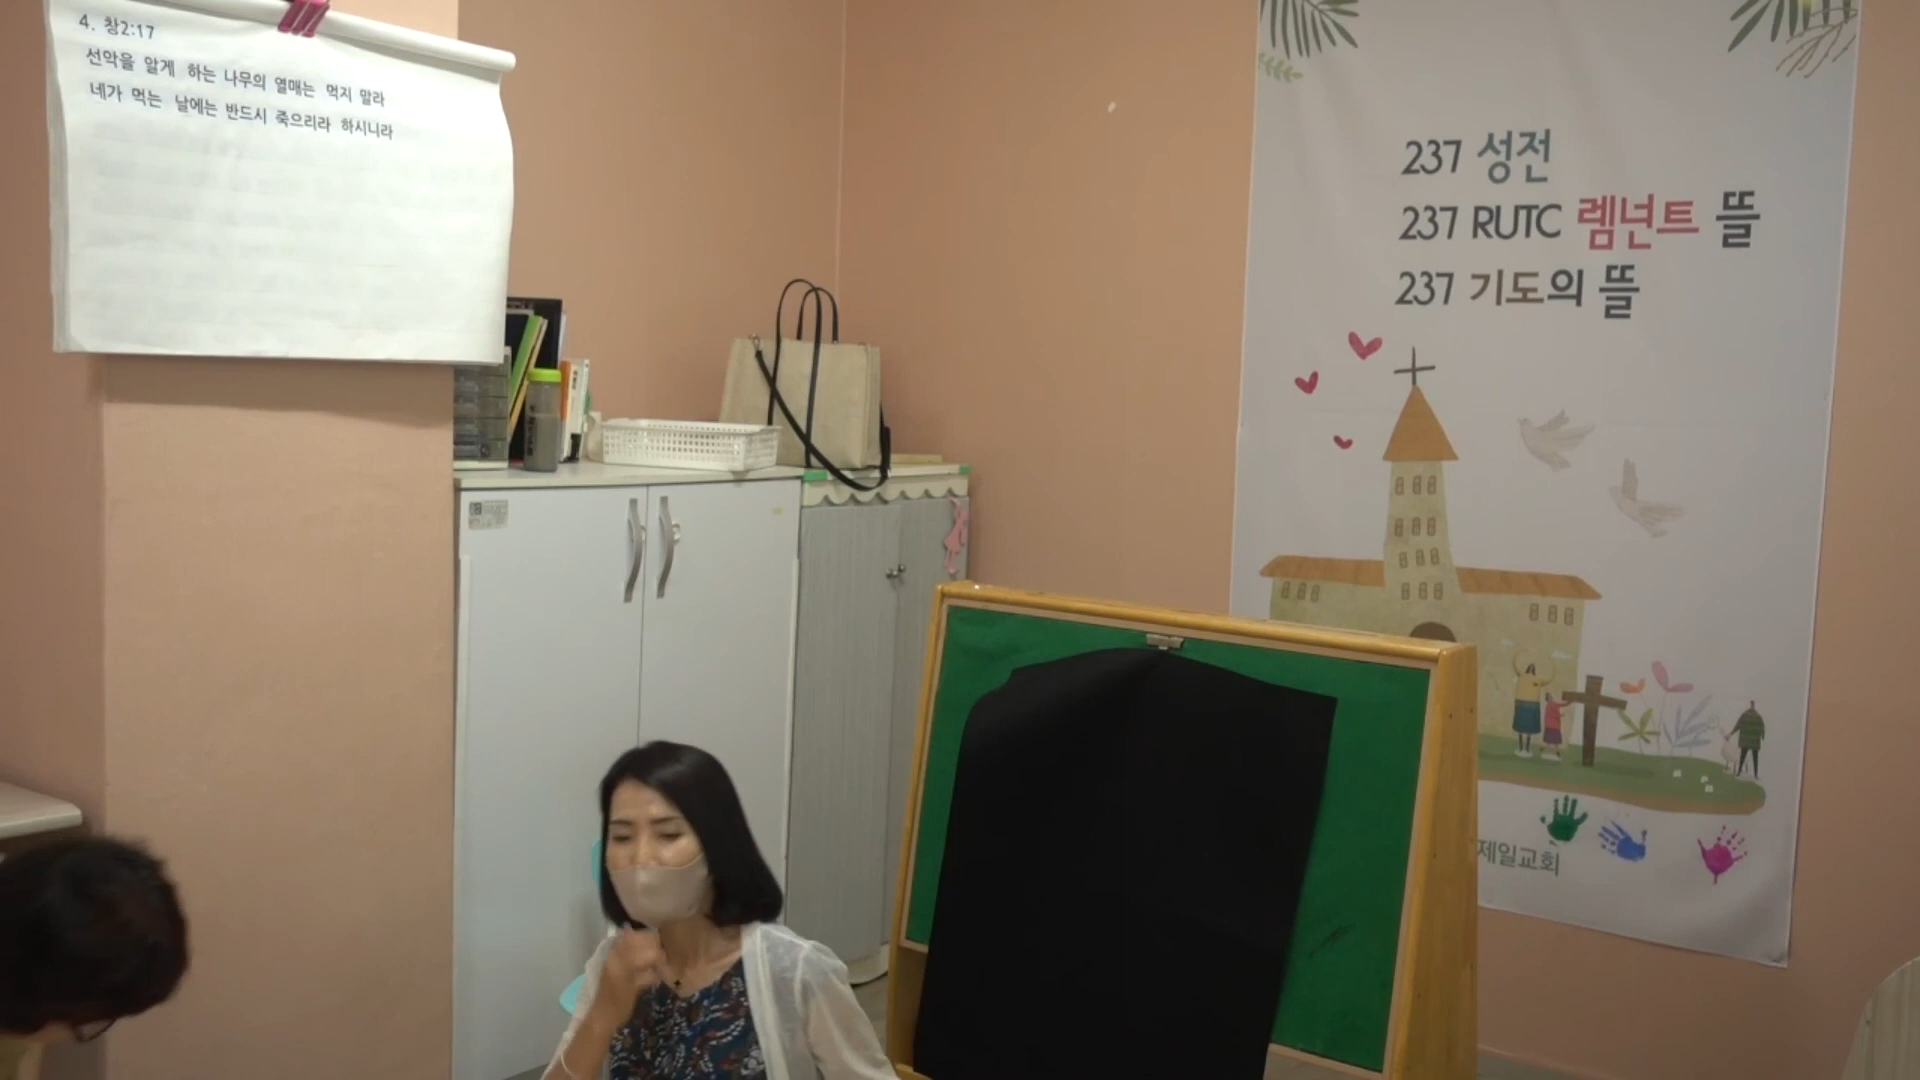 4. 창2:17
선악을 알게 하는 나무의 열매는 먹지 말라
네가 먹는 날에는 반드시 죽으리라 하시니라
237 성전
237 RUTC 렘넌트 뜰
237 기도의 뜰
제일교회